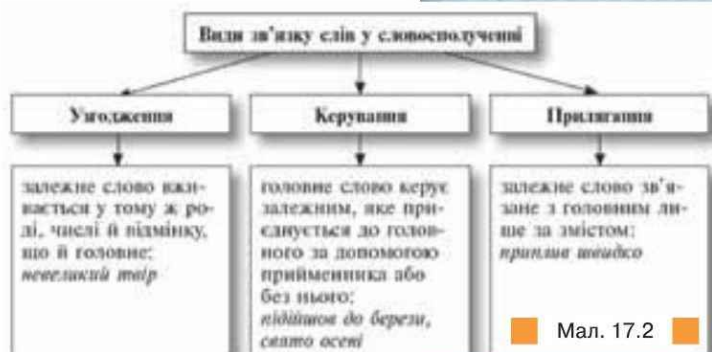 Види зв'язку слів у словосполученні
Узгодження
залежне слово вжи-
вається у тому ж ро-
ді, числі й відмінку,
що й головне:
невеликий твір
Керування
головне слово керує
залежним, яке при-
єднується до голов-
ного за допомогою
прийменника або
без нього:
підійшов до берези,
свято осені
Прилягання
залежне слово зв'я-
зане з головним ли-
ше за змістом:
приплив швидко
Мал. 17.2